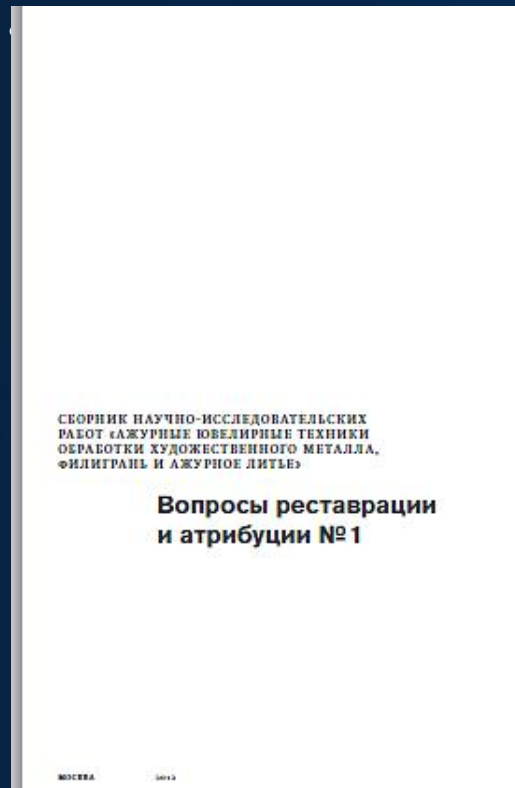 СБОРНИК НАУЧНО-ИССЛЕДОВАТЕЛЬСКИХ
РАБОТ «АЖУРНЫЕ ЮВЕЛИРНЫЕ ТЕХНИКИ
ОБРАБОТКИ ХУДОЖЕСТВЕННОГО МЕТАЛЛА,
ФИЛИГРАНЬ И АЖУРНОЕ ЛИТЬЕ»
Вопросы реставрации
и атрибуции №1
МОСКВА